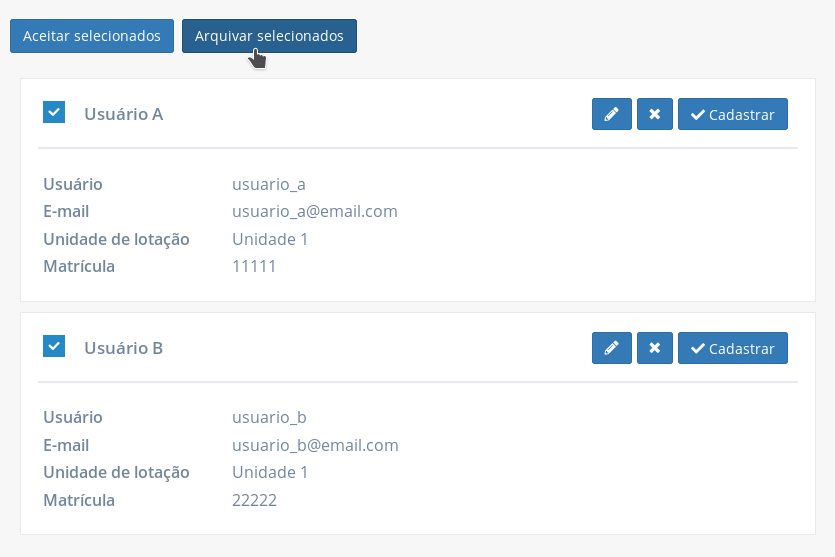 Aceitar selecionados Arquivar selecionados
Usuário A Cadastrar
Usuário usuario_a
E-mail usuario_a@email.com
Unidade de lotação Unidade 1
Matrícula 11111
Usuário B Cadastrar
Usuário usuario_b
E-mail usuario_b@email.com
Unidade de lotação Unidade 1
Matrícula 22222